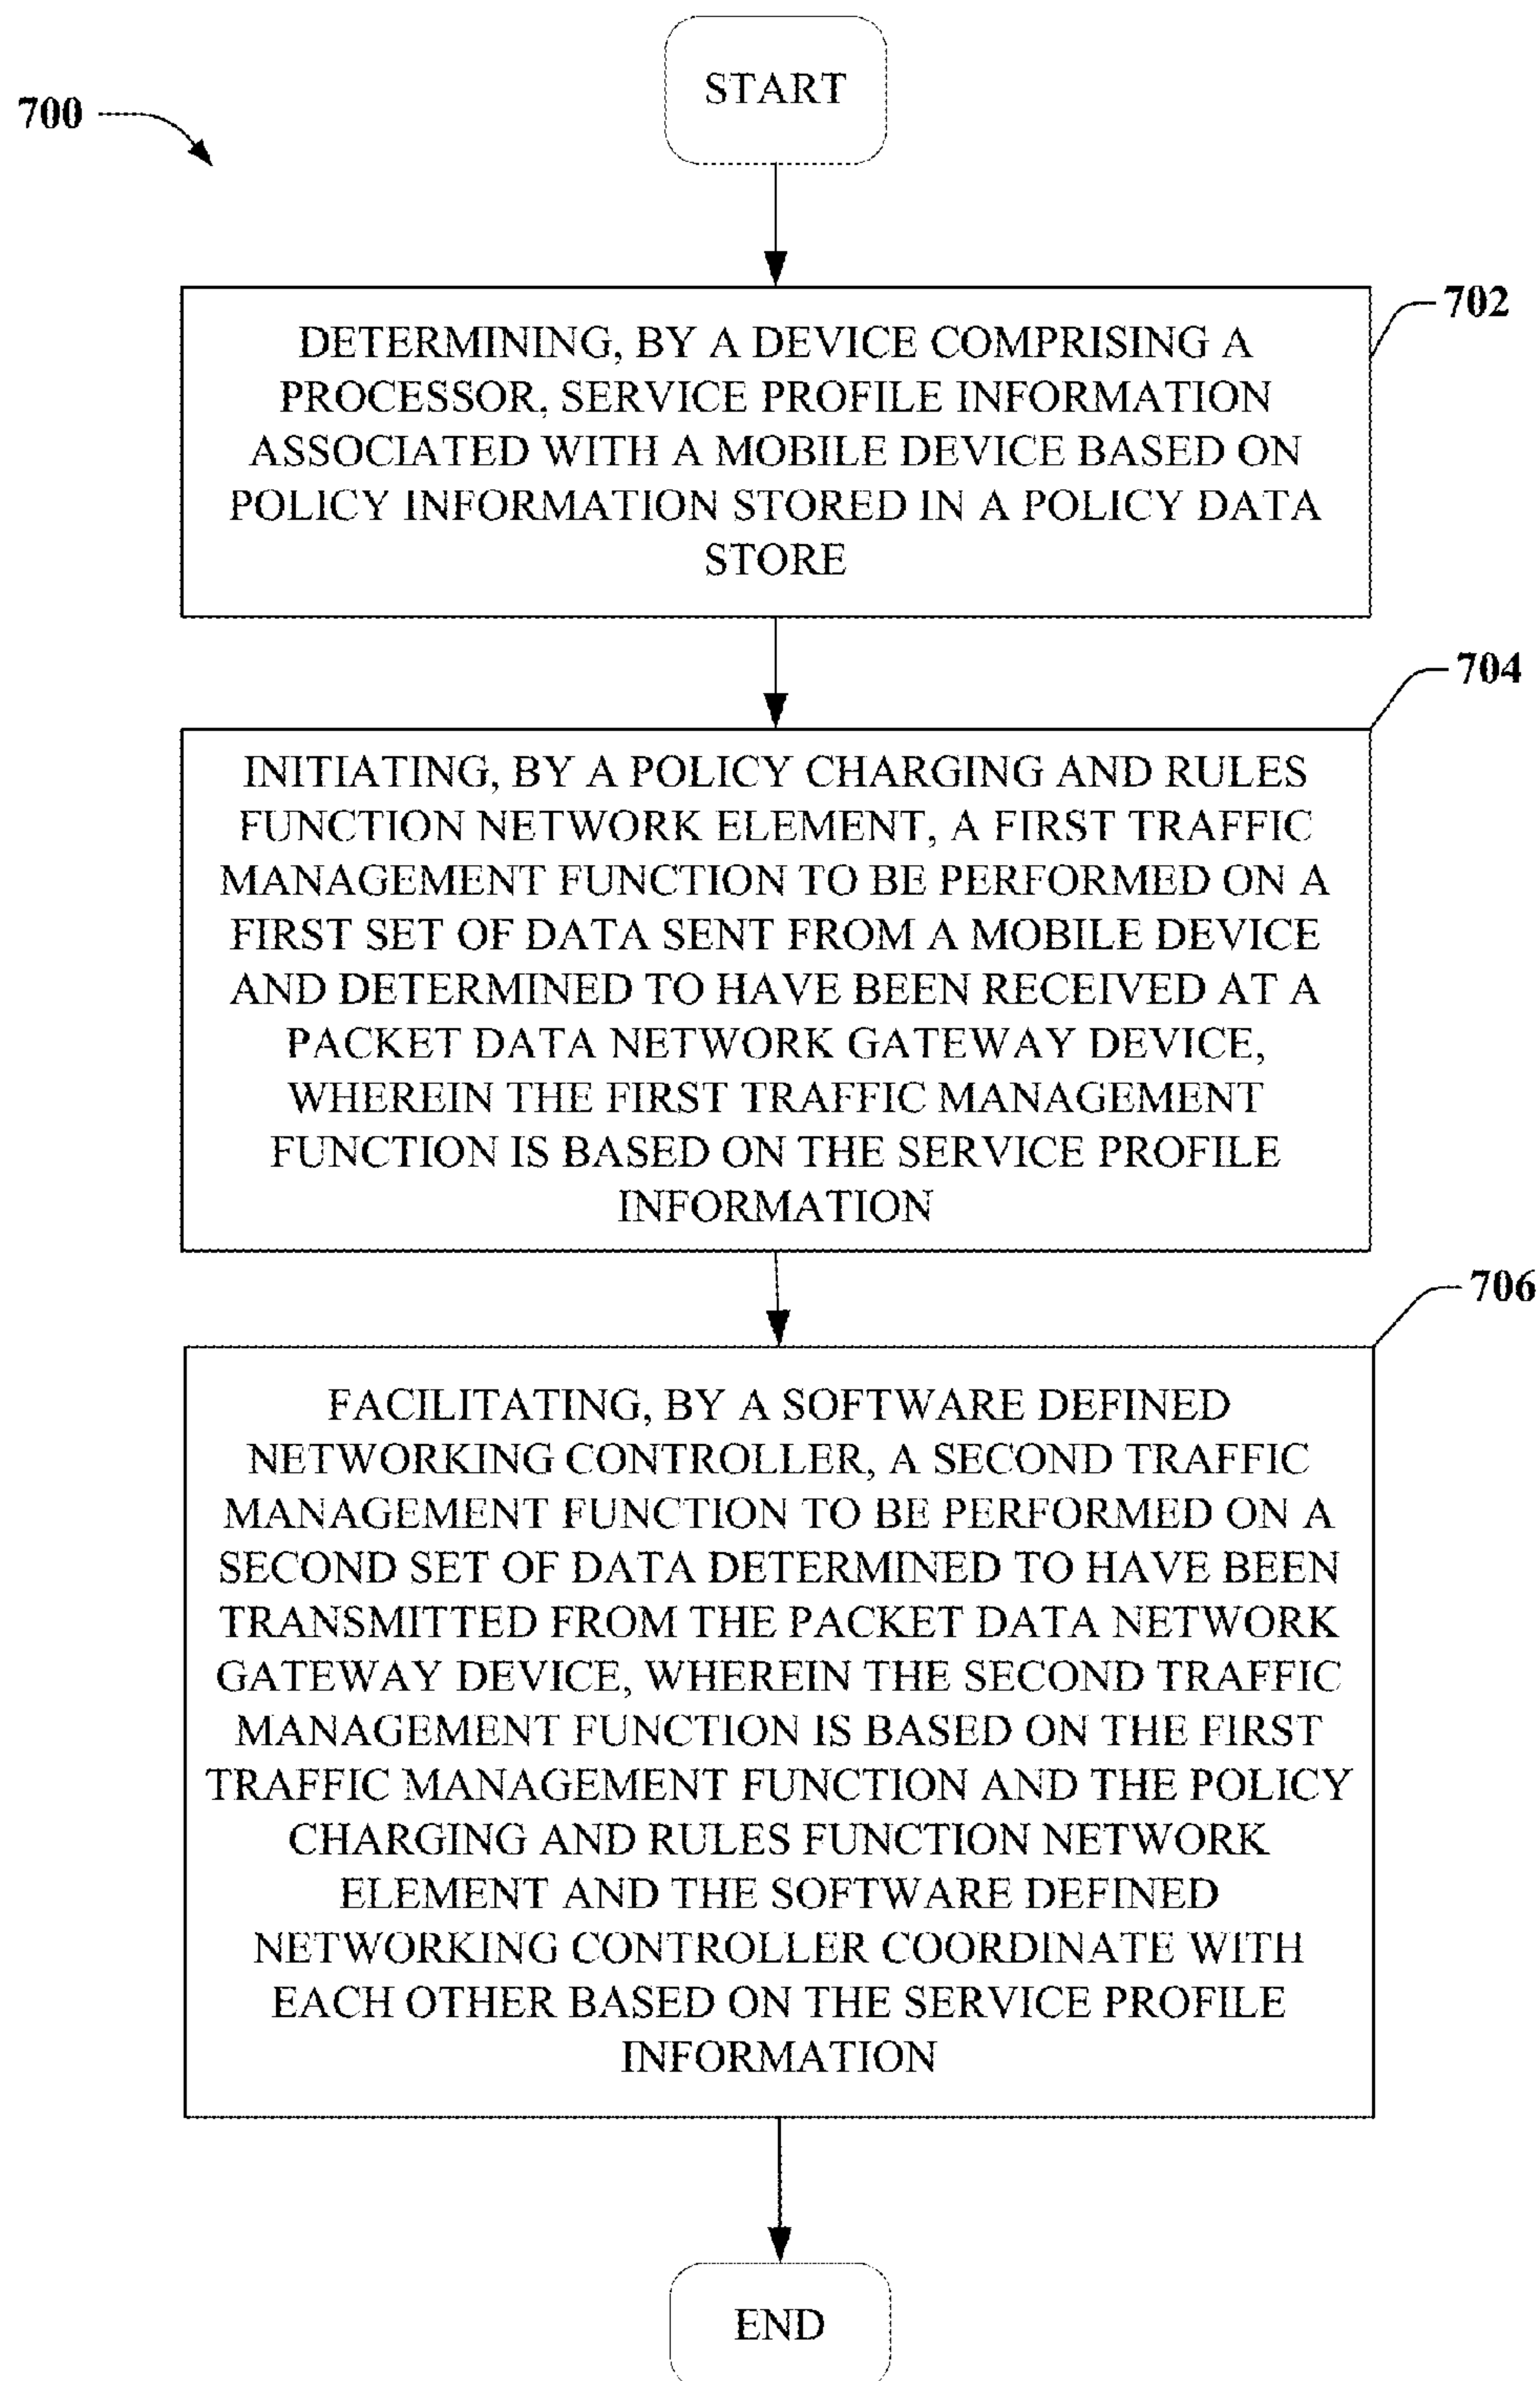 START
700
702
DETERMINING, BY A DEVICE COMPRISING A
PROCESSOR, SERVICE PROFILE INFORMATION
ASSOCIATED WITH A MOBILE DEVICE BASED ON
POLICY INFORMATION STORED IN A POLICY DATA
STORE
704
INITIATING, BY A POLICY CHARGING AND RULES
FUNCTION NETWORK ELEMENT, A FIRST TRAFFIC
MANAGEMENT FUNCTION TO BE PERFORMED ON A
FIRST SET OF DATA SENT FROM A MOBILE DEVICE
AND DETERMINED TO HAVE BEEN RECEIVED AT A
PACKET DATA NETWORK GATEWAY DEVICE,
WHEREIN THE FIRST TRAFFIC MANAGEMENT
FUNCTION IS BASED ON THE SERVICE PROFILE
INFORMATION
706
FACILITATING, BY A SOFTWARE DEFINED
NETWORKING CONTROLLER, A SECOND TRAFFIC
MANAGEMENT FUNCTION TO BE PERFORMED ON A
SECOND SET OF DATA DETERMINED TO HAVE BEEN
TRANSMITTED FROM THE PACKET DATA NETWORK
GATEWAY DEVICE, WHEREIN THE SECOND TRAFFIC
MANAGEMENT FUNCTION IS BASED ON THE FIRST
TRAFFIC MANAGEMENT FUNCTION AND THE POLICY
CHARGING AND RULES FUNCTION NETWORK
ELEMENT AND THE SOFTWARE DEFINED
NETWORKING CONTROLLER COORDINATE WITH
EACH OTHER BASED ON THE SERVICE PROFILE
INFORMATION
END